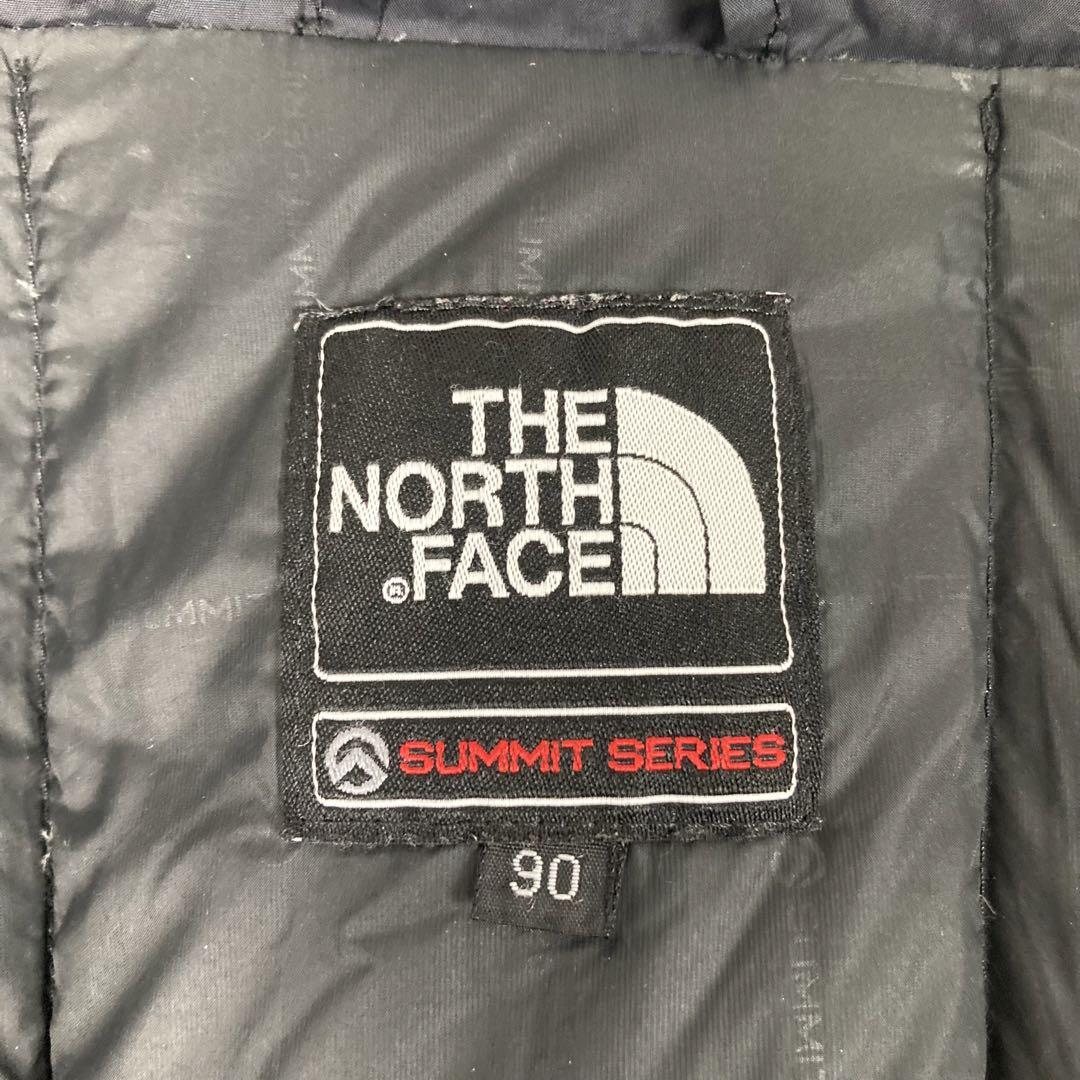 THE
NORTH
®FACE
SUMMIT SERIES
90